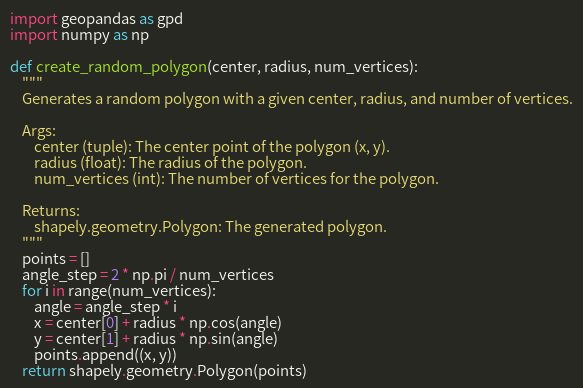 import geopandas as gpd
import numpy as np

def create_random_polygon(center, radius, num_vertices):
    """
    Generates a random polygon with a given center, radius, and number of vertices.

    Args:
        center (tuple): The center point of the polygon (x, y).
        radius (float): The radius of the polygon.
        num_vertices (int): The number of vertices for the polygon.

    Returns:
        shapely.geometry.Polygon: The generated polygon.
    """
    points = []
    angle_step = 2 * np.pi / num_vertices
    for i in range(num_vertices):
        angle = angle_step * i
        x = center[0] + radius * np.cos(angle)
        y = center[1] + radius * np.sin(angle)
        points.append((x, y))
    return shapely.geometry.Polygon(points)